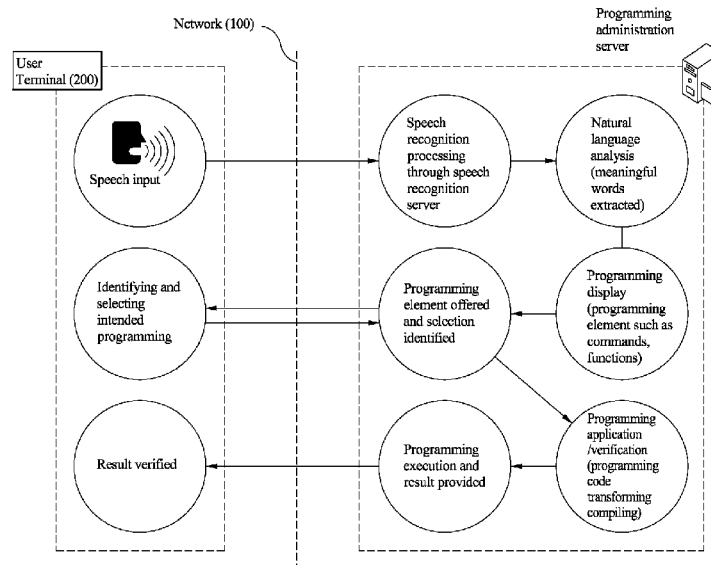 Network (100)
Programming
administration
server
User
Terminal (200)
Speech input
Speech
recognition
processing
through speech
recognition
server
Natural
language
analysis
(meaningful
words
extracted)
Identifying and
selecting
intended
programming
Programming
element offered
and selection
identified
Programming
display
(programming
element such as
commands,
functions)
Result verified
Programming
execution and
result provided
Programming
application
/verification
(programming
code
transforming
compiling)